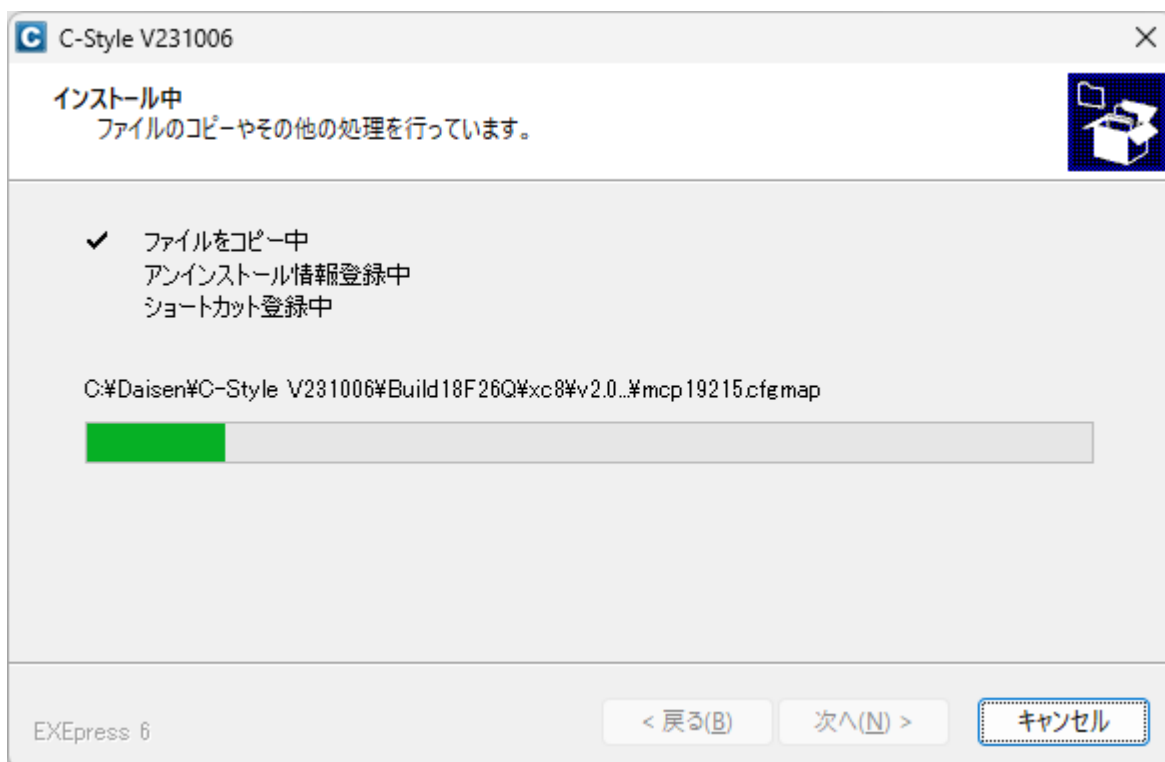 C-Style V231006
インストール中
ファイルのコピーやその他の処理を行っています。
ファイルをコピー中
アンインストール情報登録中
ショートカット登録中
C:¥Daisen¥C-Style V231006¥Build18F26Q¥xc8¥v2.0...¥mcp19215.cfgmap
EXEpress 6
< 戻る(B)
次へ(N) >
キャンセル